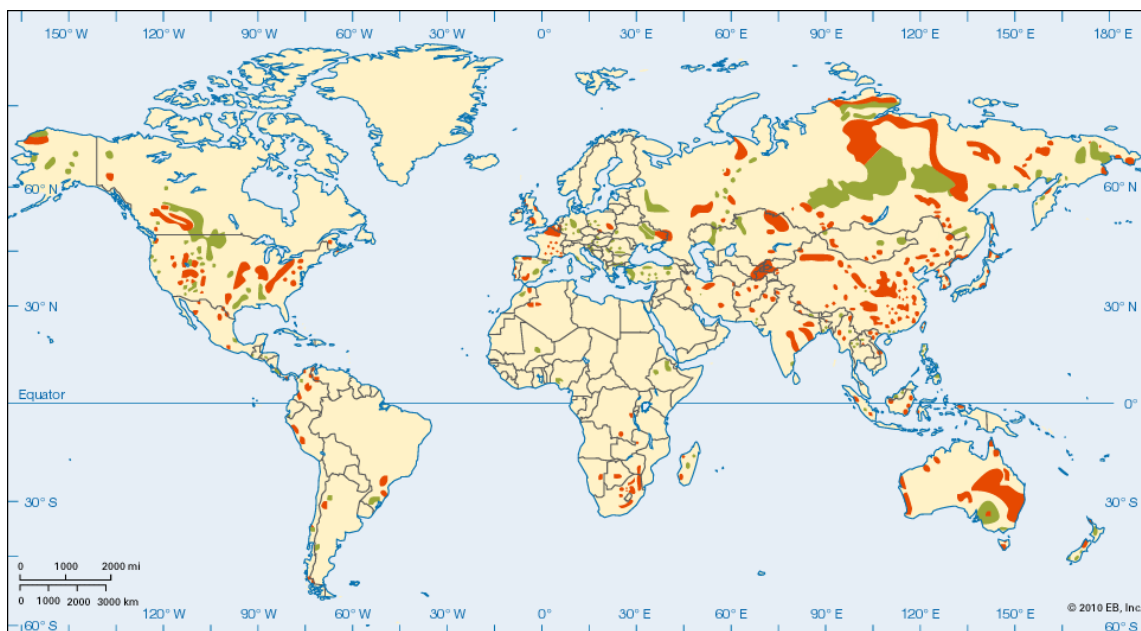 150° W 120° W 90° W 60° W 30° W 0° 30° E 60° E 90° E 120° E 150° E 180° E
60° N 60° N
30° N 30° N
Equator 0°
30° S 30° S
0 1000 2000 mi
0 1000 2000 3000 km
© 2010 EB, Inc
120° W 90° W 60° W 30° W 0° 30° E 60° E 90° E 120° E 150° E
60° S 60° S